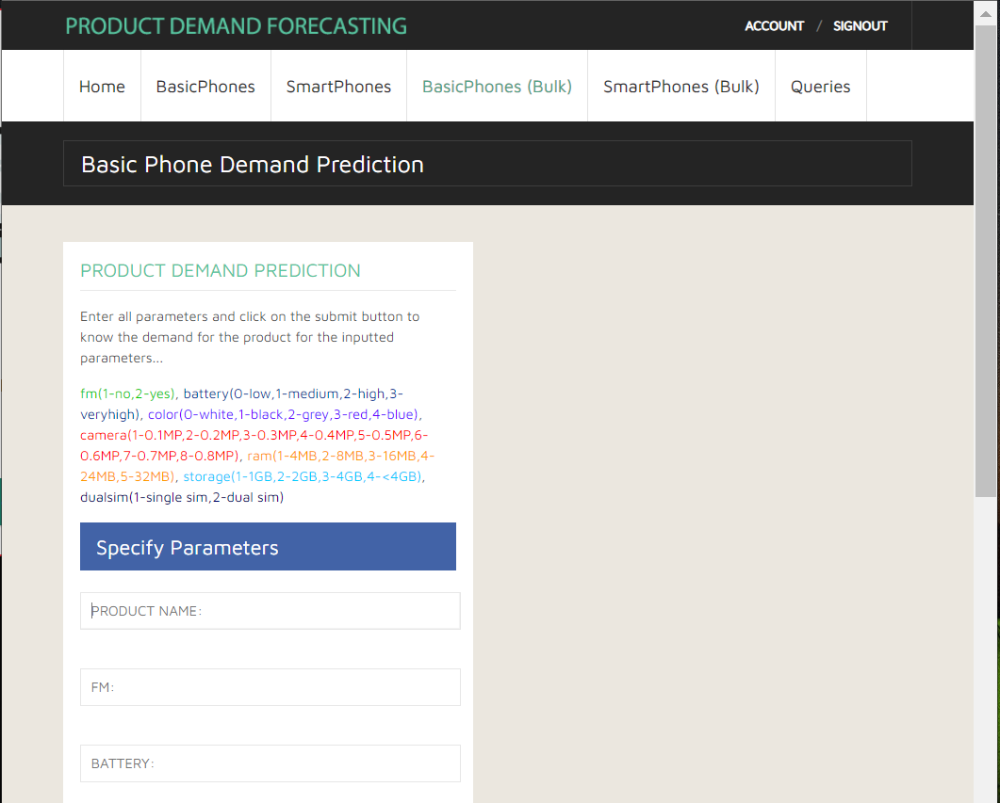 PRODUCT DEMAND FORECASTING
ACCOUNT / SIGNOUT
Home BasicPhones SmartPhones BasicPhones (Bulk) SmartPhones (Bulk) Queries
Basic Phone Demand Prediction
PRODUCT DEMAND PREDICTION
Enter all parameters and click on the submit button to
know the demand for the product for the inputted
parameters...
fm(1-no,2-yes), battery(0-low,1-medium,2-high,3-
veryhigh), color(0-white,1-black,2-grey,3-red,4-blue),
camera(1-0.1MP,2-0.2MP,3-0.3MP,4-0.4MP,5-0.5MP,6-
0.6MP,7-0.7MP,8-0.8MP), ram(1-4MB,2-8MB,3-16MB,4-
24MB,5-32MB), storage(1-1GB,2-2GB,3-4GB,4-<4GB),
dualsim(1-single sim,2-dual sim)
Specify Parameters
PRODUCT NAME:
FM:
BATTERY: